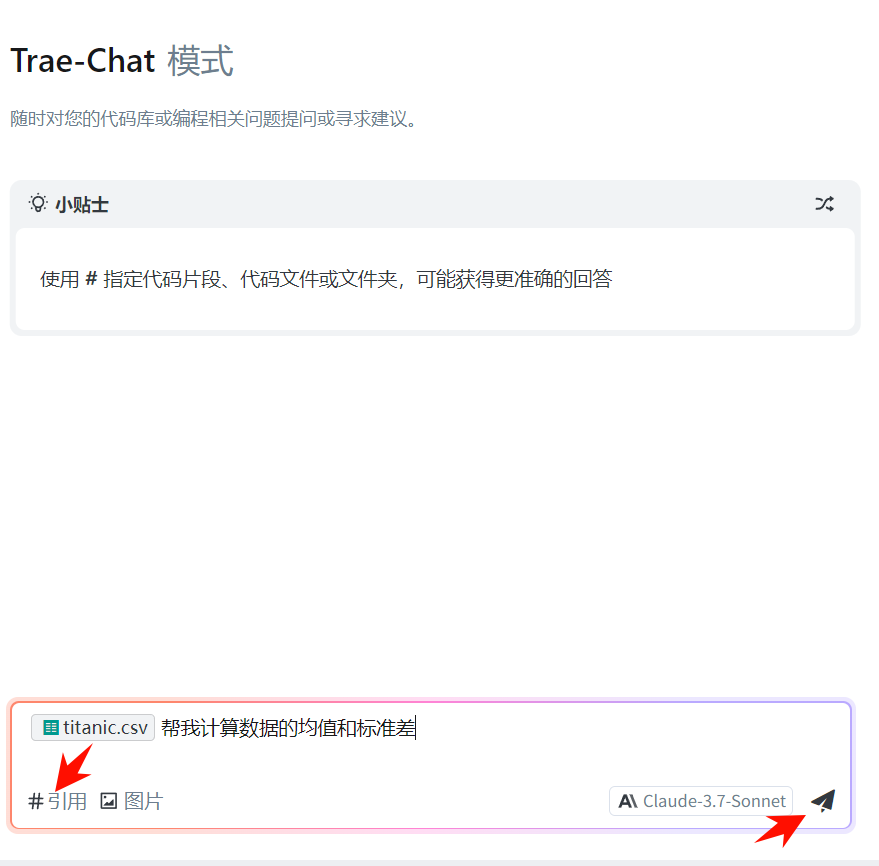 Trae-Chat 模式
随时对您的代码库或编程相关问题提问或寻求建议。
小贴士
使用 # 指定代码片段、代码文件或文件夹，可能获得更准确的回答
titanic.csv 帮我计算数据的均值和标准差
# 引用 图片 Claude-3.7-Sonnet